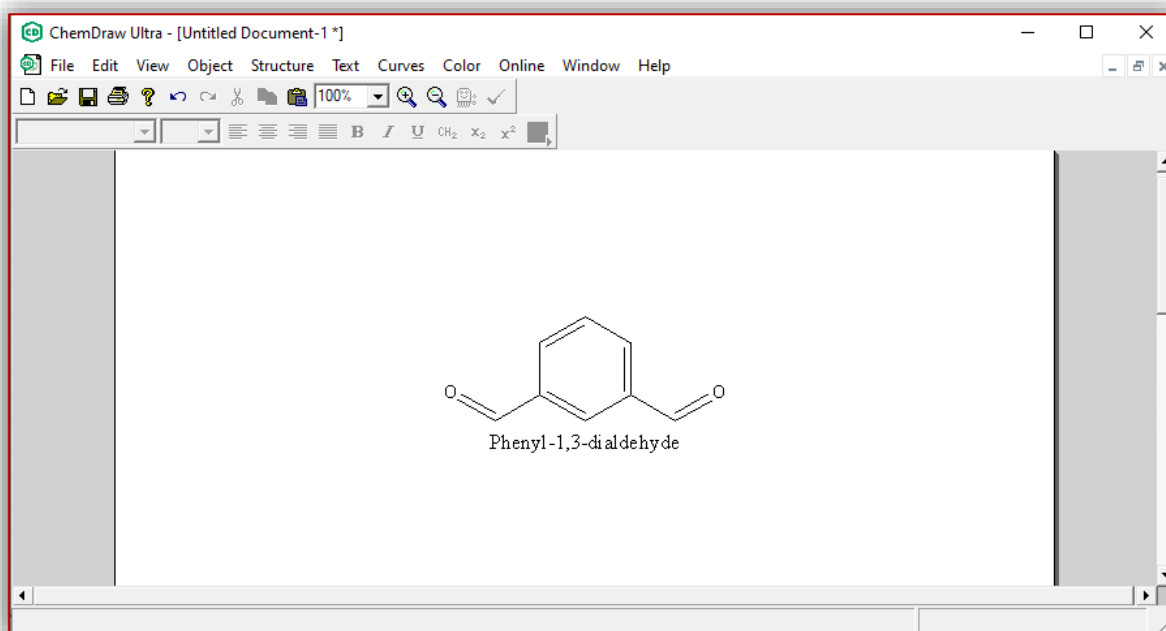 ChemDraw Ultra - [Untitled Document-1 *]
File Edit View Object Structure Text Curves Color Online Window Help
100%
B I U CH₂ X₂ X²
O O
Phenyl-1,3-dialdehyde